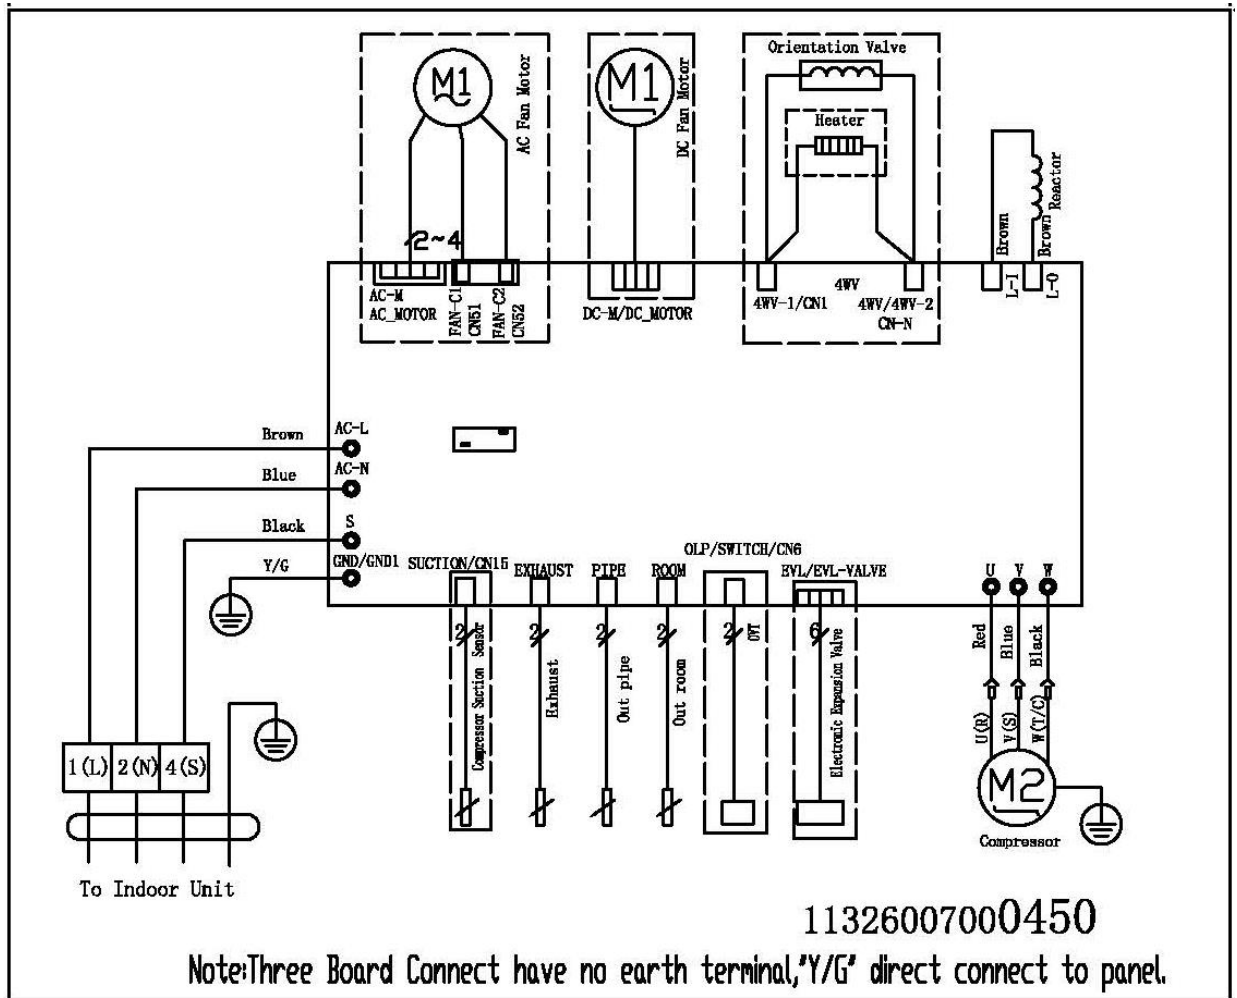 Orientation Valve
M1
AC Fan Motor
M1
DC Fan Motor
Heater
Reactor
Brown
Brown
2~4
AC-M
AC_MOTOR
FAN-C1
CN51
FAN-C2
CN52
DC-M/DC_MOTOR
4WV-1/CN1
4WV
4WV/4WV-2
CN-N
L-I
L-O
Brown
AC-L
Blue
AC-N
Black
S
Y/G
GND/GND1
SUCTION/CN15
EXHAUST
PIPE
ROOM
OLP/SWITCH/CN6
EVL/EVL-VALVE
U
V
W
2
2
2
2
2
6
Compressor Suction Sensor
Exhaust
Out pipe
Out room
OVT
Electronic Expansion Valve
Red
Blue
Black
U(R)
V(S)
W(T/C)
M2
Compressor
1(L)
2(N)
4(S)
To Indoor Unit
11326007000450
Note:Three Board Connect have no earth terminal,"Y/G" direct connect to panel.